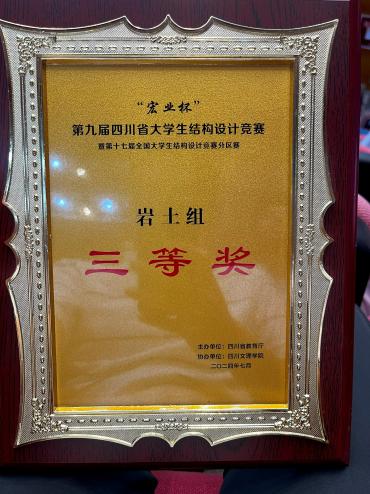 “宏业杯”
第九届四川省大学生结构设计竞赛
暨第十七届全国大学生结构设计竞赛分区赛
岩土组
三等奖
主办单位：四川省教育厅
协办单位：四川文理学院
二〇二四年七月